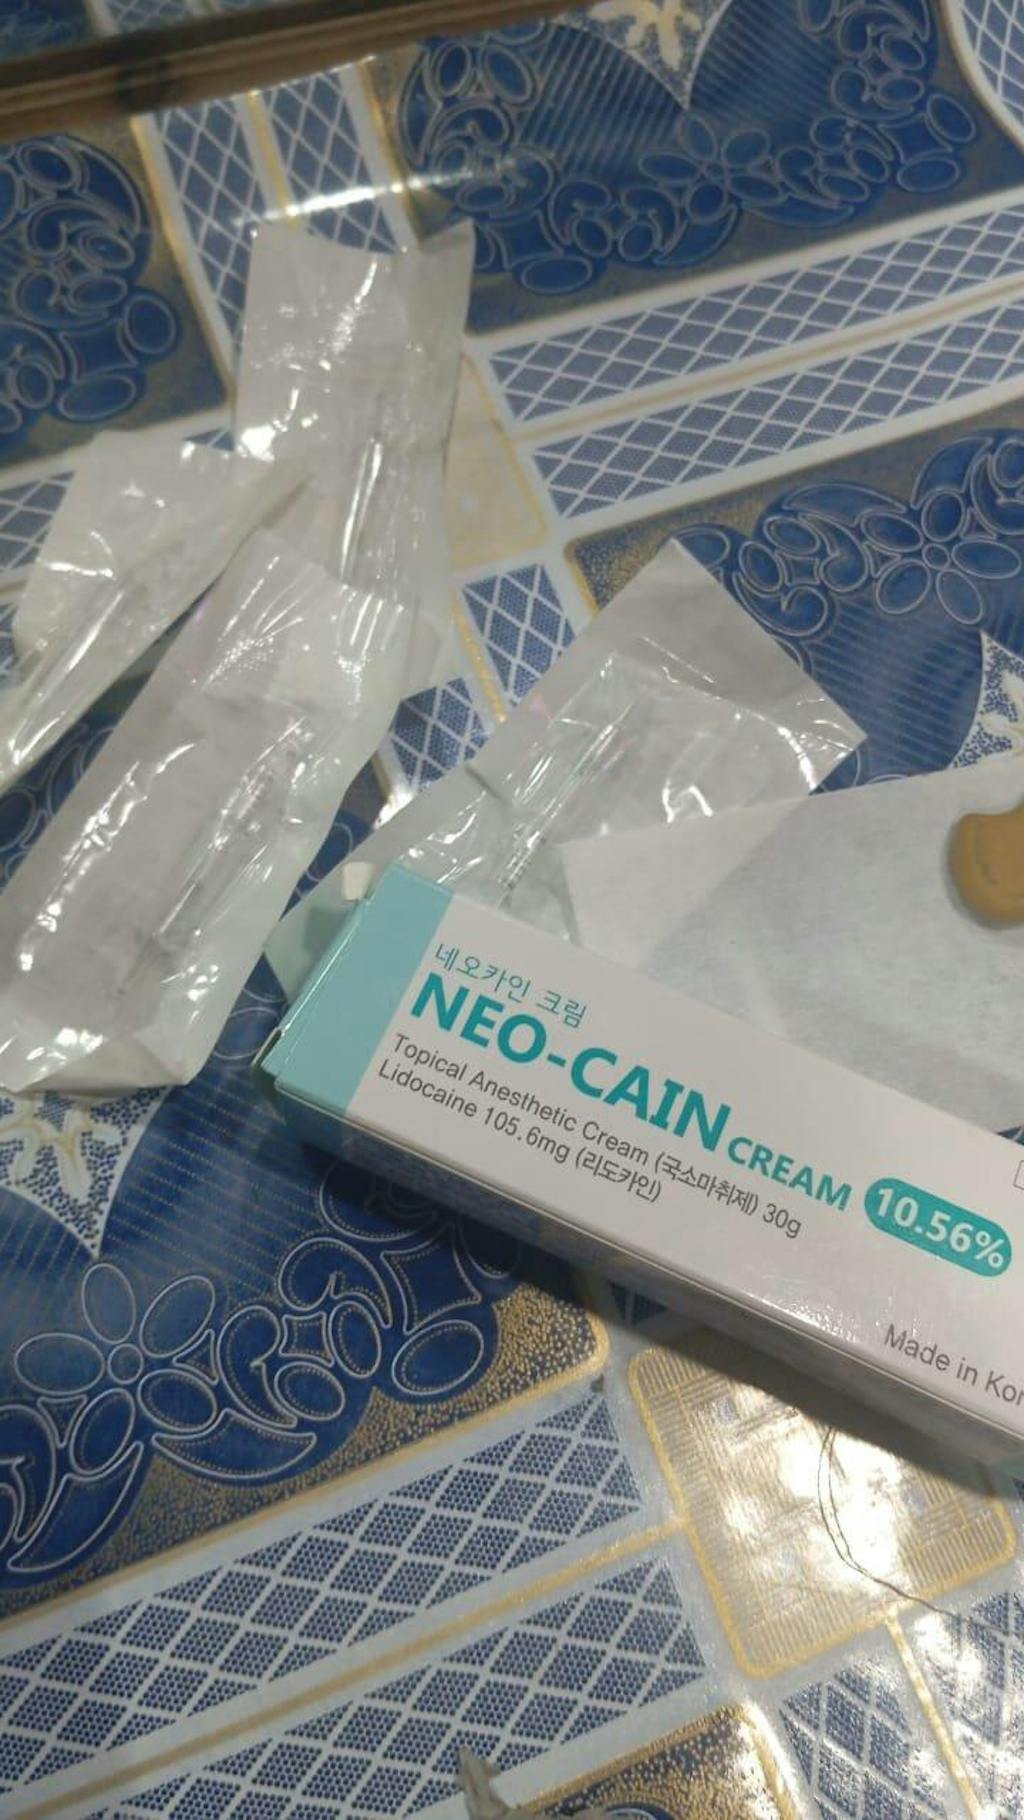 네오카인 크림
NEO-CAIN CREAM 10.56%
Topical Anesthetic Cream (국소마취제) 30g
Lidocaine 105.6mg (리도카인)
Made in Kor